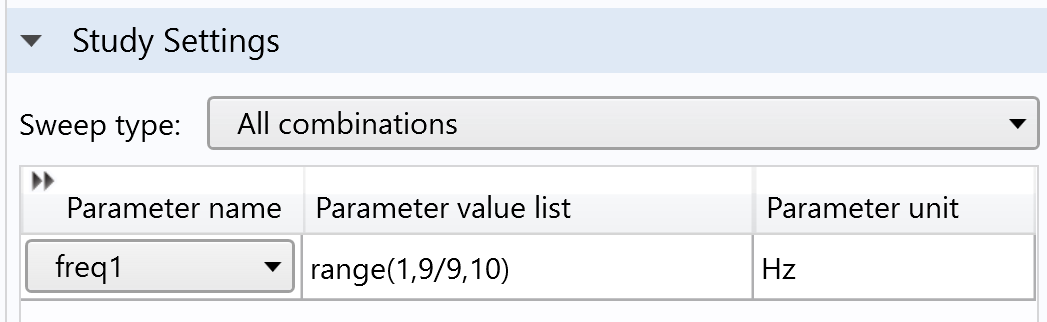 Study Settings
Sweep type: All combinations
Parameter name Parameter value list Parameter unit
freq1 range(1,9/9,10) Hz